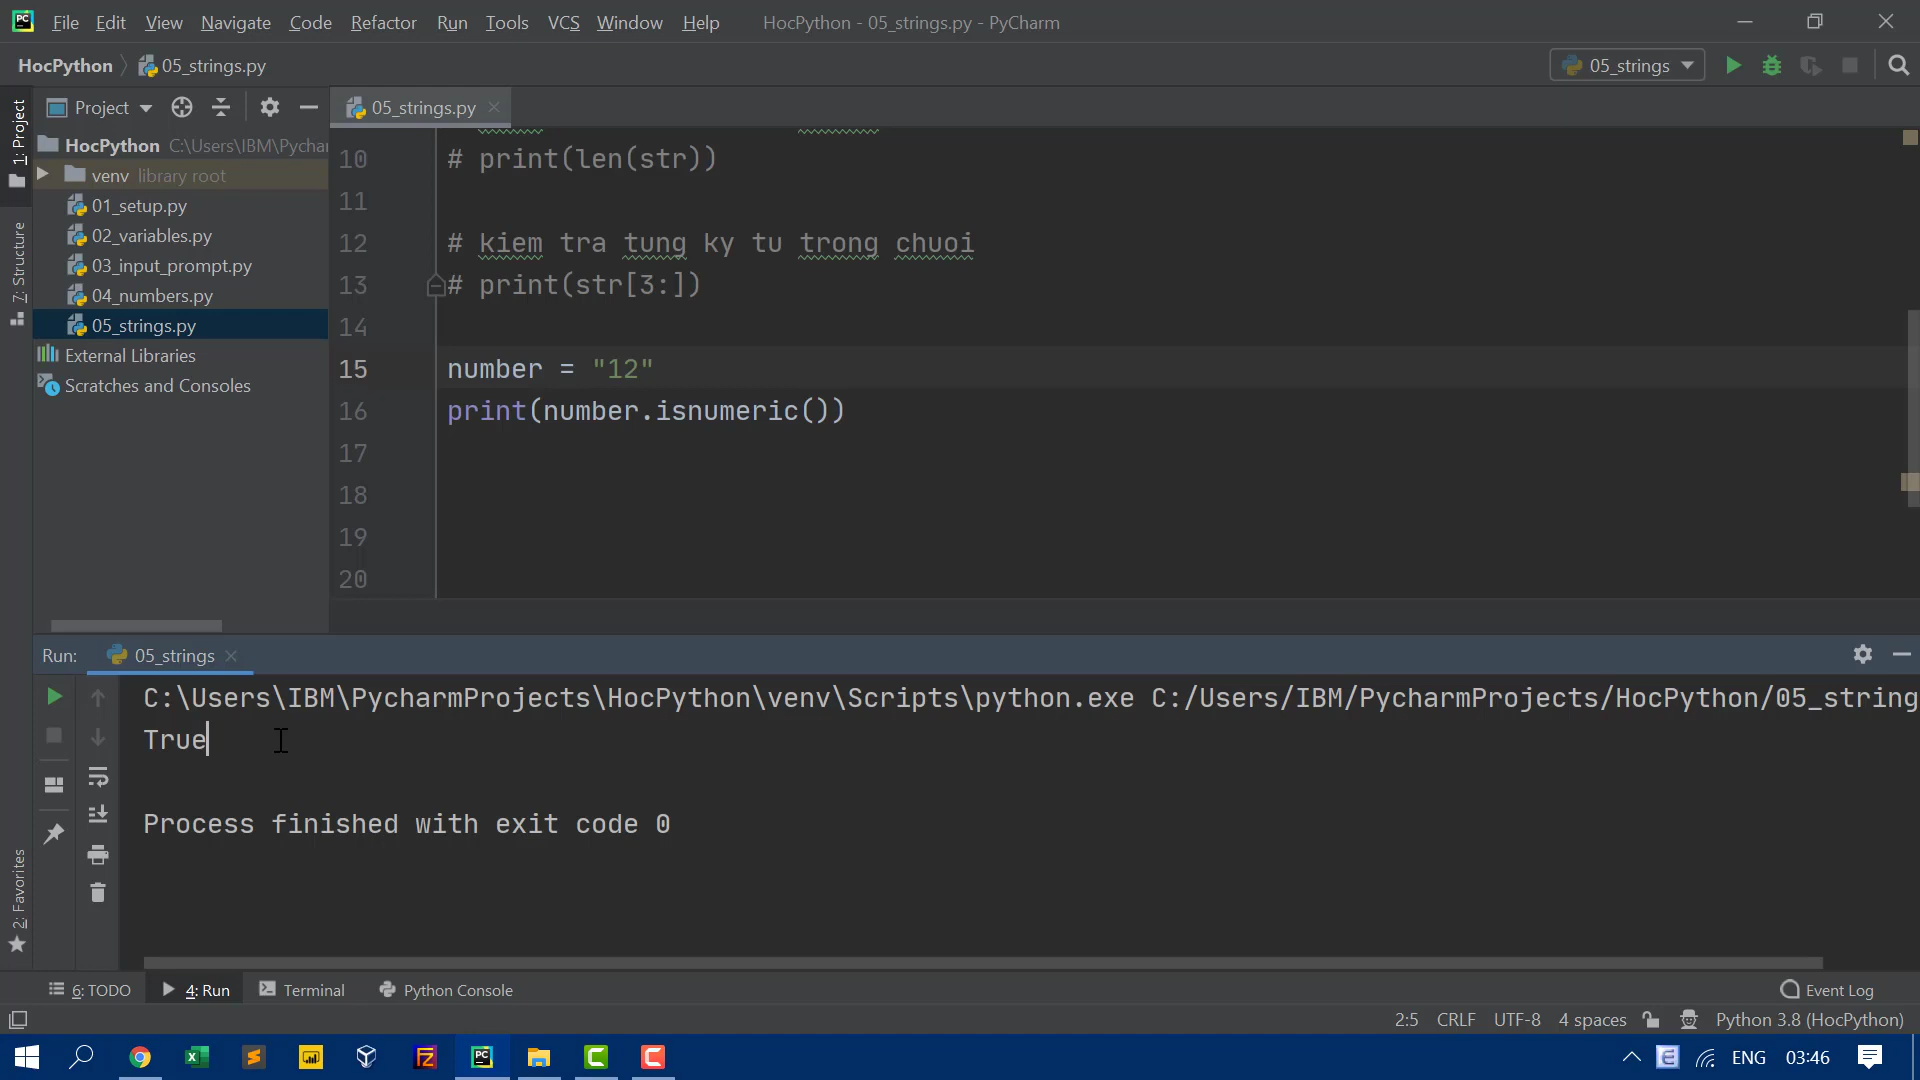 PC File Edit View Navigate Code Refactor Run Tools VCS Window Help HocPython - 05_strings.py - PyCharm
HocPython 05_strings.py 05_strings
1: Project
7: Structure
2: Favorites
Project
HocPython C:\Users\IBM\Pychar
venv library root
01_setup.py
02_variables.py
03_input_prompt.py
04_numbers.py
05_strings.py
External Libraries
Scratches and Consoles
05_strings.py
10 # print(len(str))
11
12 # kiem tra tung ky tu trong chuoi
13 # print(str[3:])
14
15 number = "12"
16 print(number.isnumeric())
17
18
19
20
Run: 05_strings
C:\Users\IBM\PycharmProjects\HocPython\venv\Scripts\python.exe C:/Users/IBM/PycharmProjects/HocPython/05_string
True
Process finished with exit code 0
6: TODO 4: Run Terminal Python Console Event Log
2:5 CRLF UTF-8 4 spaces Python 3.8 (HocPython)
PC ENG 03:46